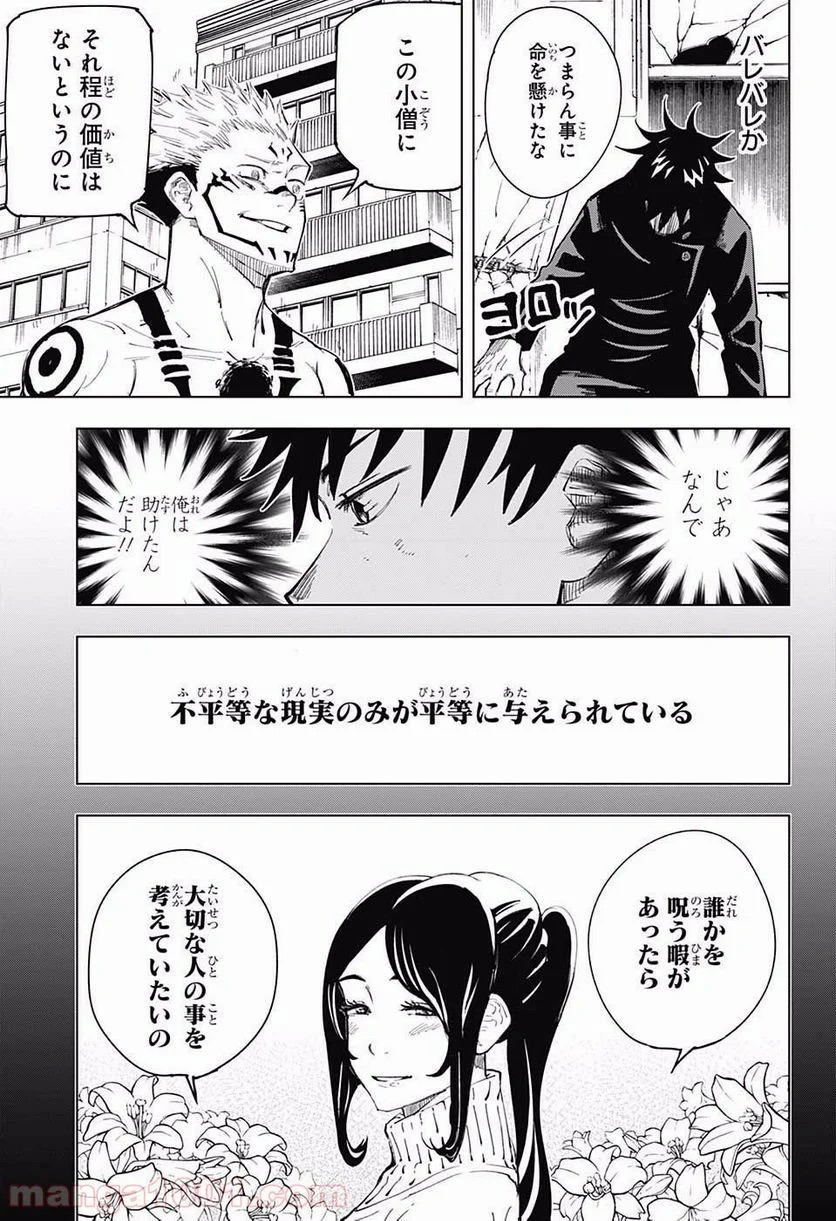 バレバレか
つまらん事に
命を懸けたな
ヨロッ
この小僧に
それ程の価値は
ないというのに
じゃあ
なんで
俺は
助けたん
だよ!!
不平等な現実のみが平等に与えられている
誰かを
呪う暇が
あったら
大切な人の事を
考えていたいの